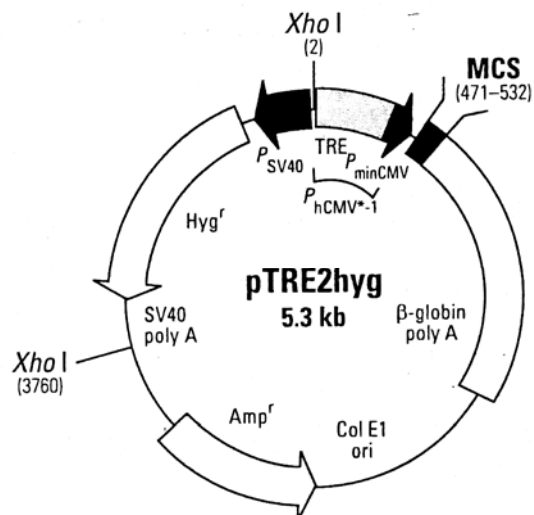 Xho I
(2)
MCS
(471–532)
TRE
P SV40
P minCMV
P hCMV*-1
Hyg r
pTRE2hyg
5.3 kb
SV40
poly A
β-globin
poly A
Xho I
(3760)
Amp r
Col E1
ori